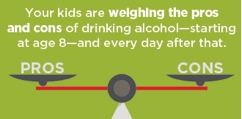 Your kids are weighing the pros
and cons of drinking alcohol—starting
at age 8—and every day after that.
PROS CONS